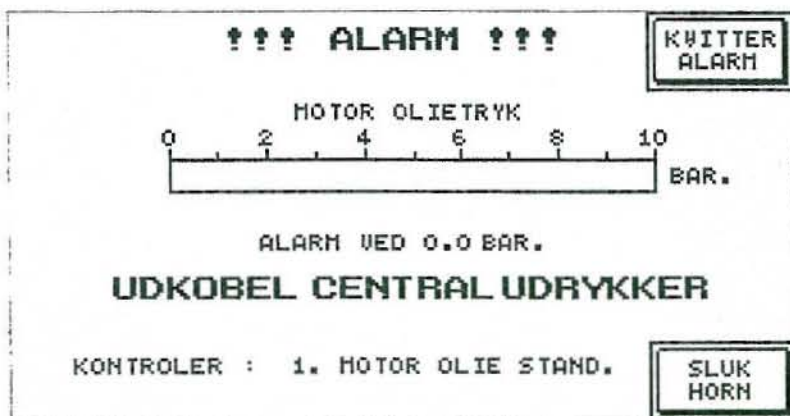 !!! ALARM !!!
KVITTER
ALARM
MOTOR OLIETRYK
0 2 4 6 8 10
BAR.
ALARM VED 0.0 BAR.
UDKOBEL CENTRAL UDRYKKER
KONTROLER : 1. MOTOR OLIE STAND.
SLUK
HORN